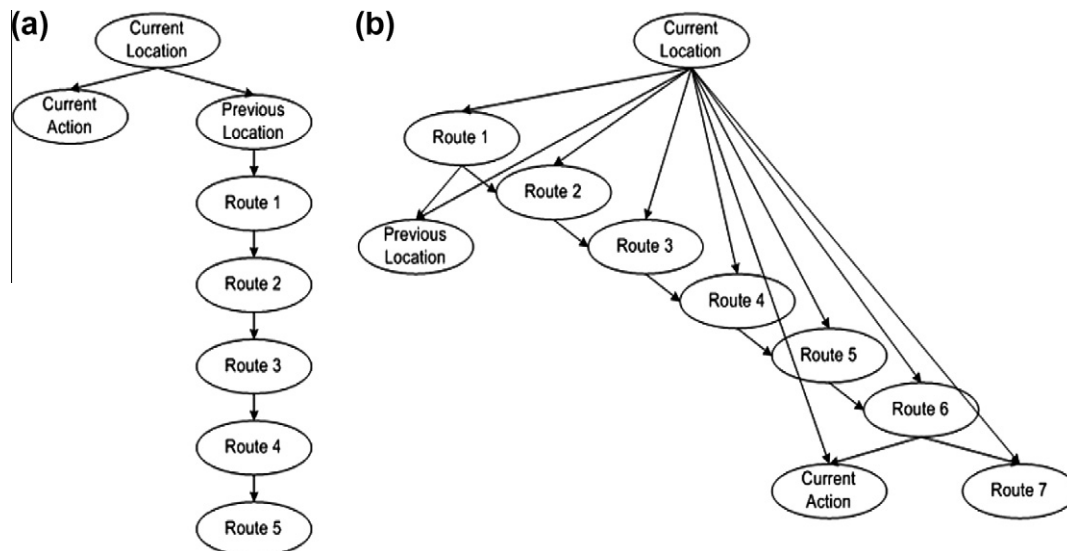 (a)
Current
Location
Current
Action
Previous
Location
Route 1
Route 2
Route 3
Route 4
Route 5
(b)
Current
Location
Route 1
Route 2
Previous
Location
Route 3
Route 4
Route 5
Route 6
Current
Action
Route 7